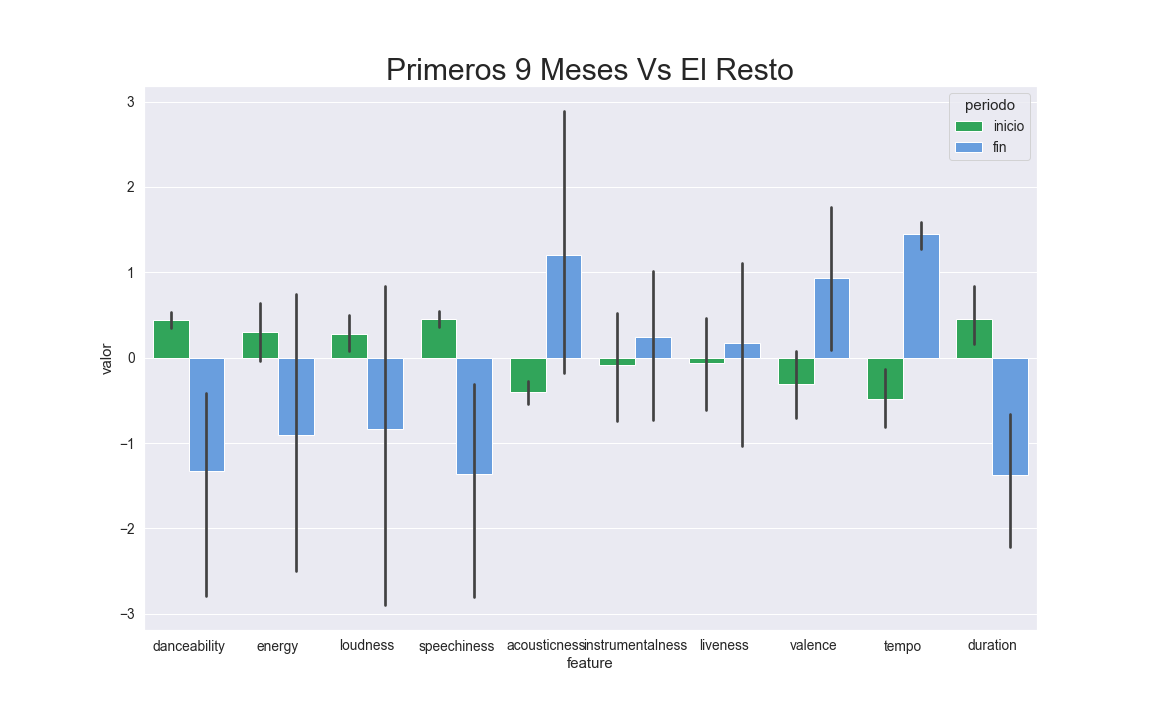 Primeros 9 Meses Vs El Resto
periodo
inicio
fin
3
2
1
0
−1
−2
−3
valor
danceability energy loudness speechiness acousticness instrumentalness liveness valence tempo duration
feature